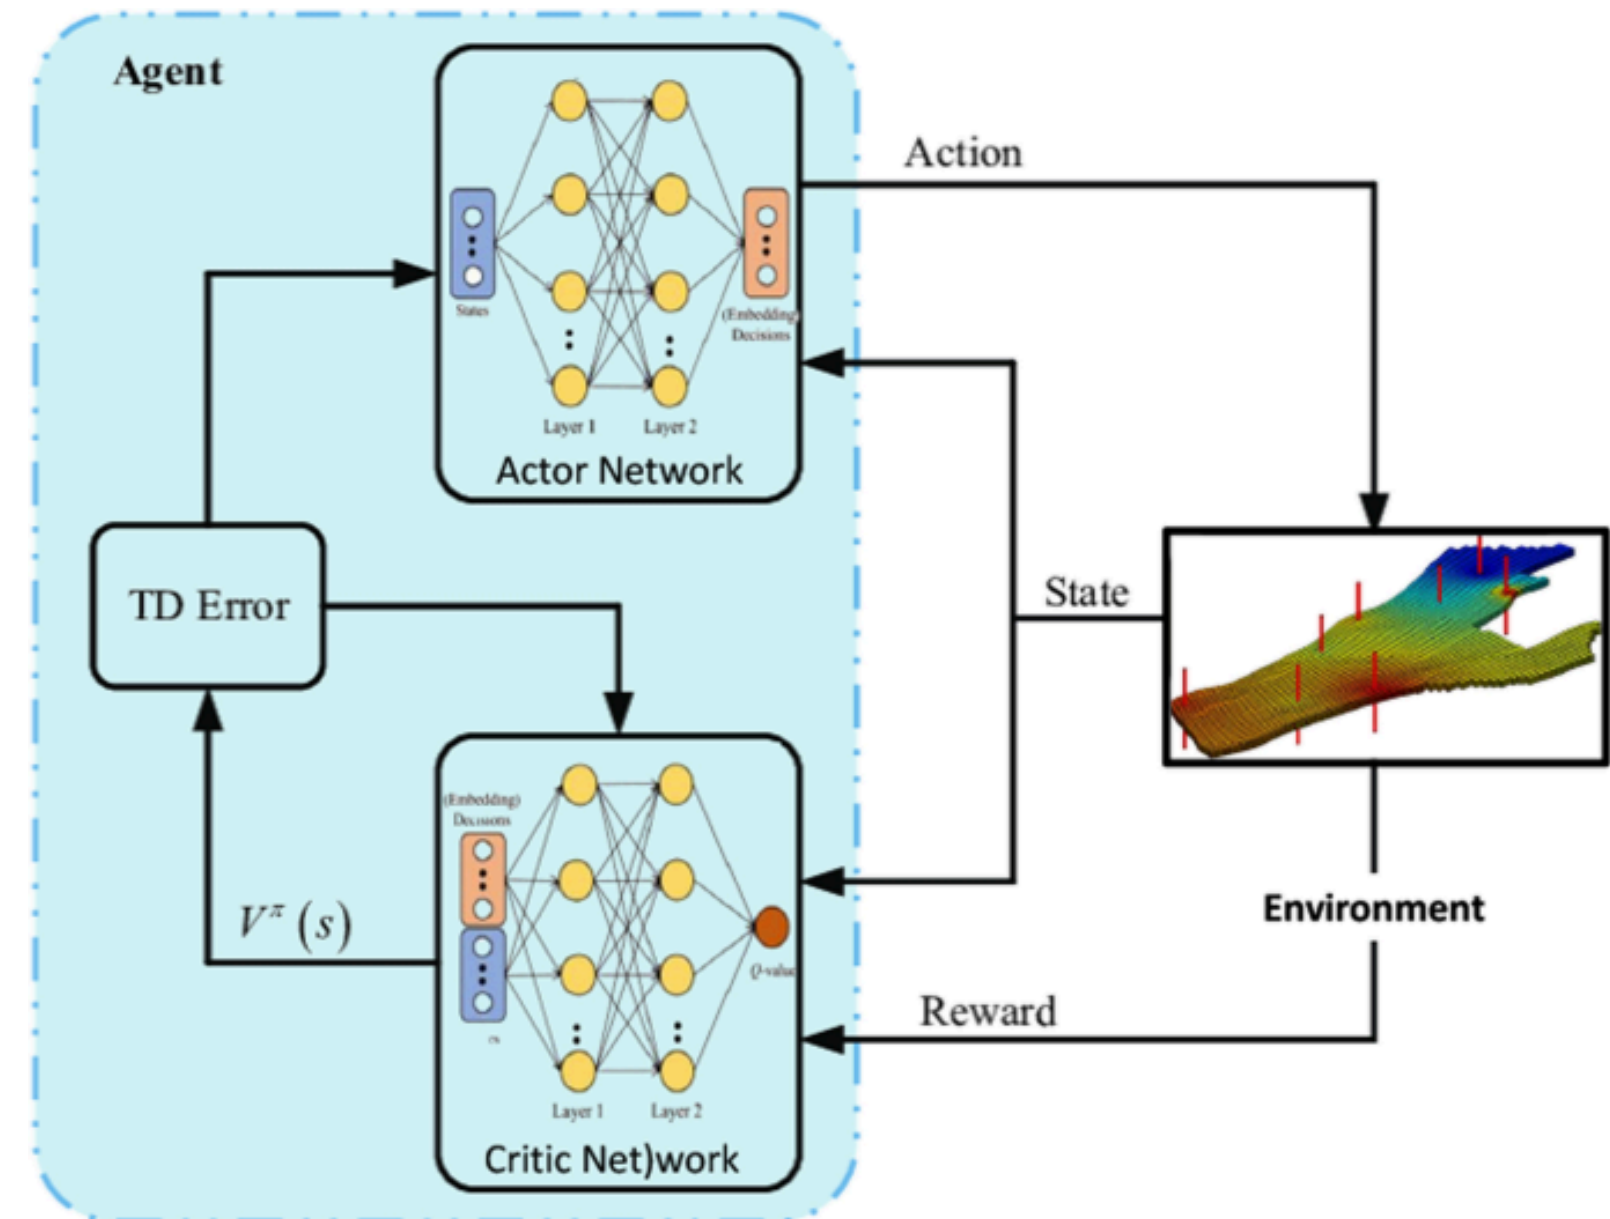 Agent
Action
States
(Embedding)
Decisions
Layer 1
Layer 2
Actor Network
TD Error
State
(Embedding)
Decisions
V^π (s)
Q-value
Environment
Reward
Layer 1
Layer 2
Critic Net)work